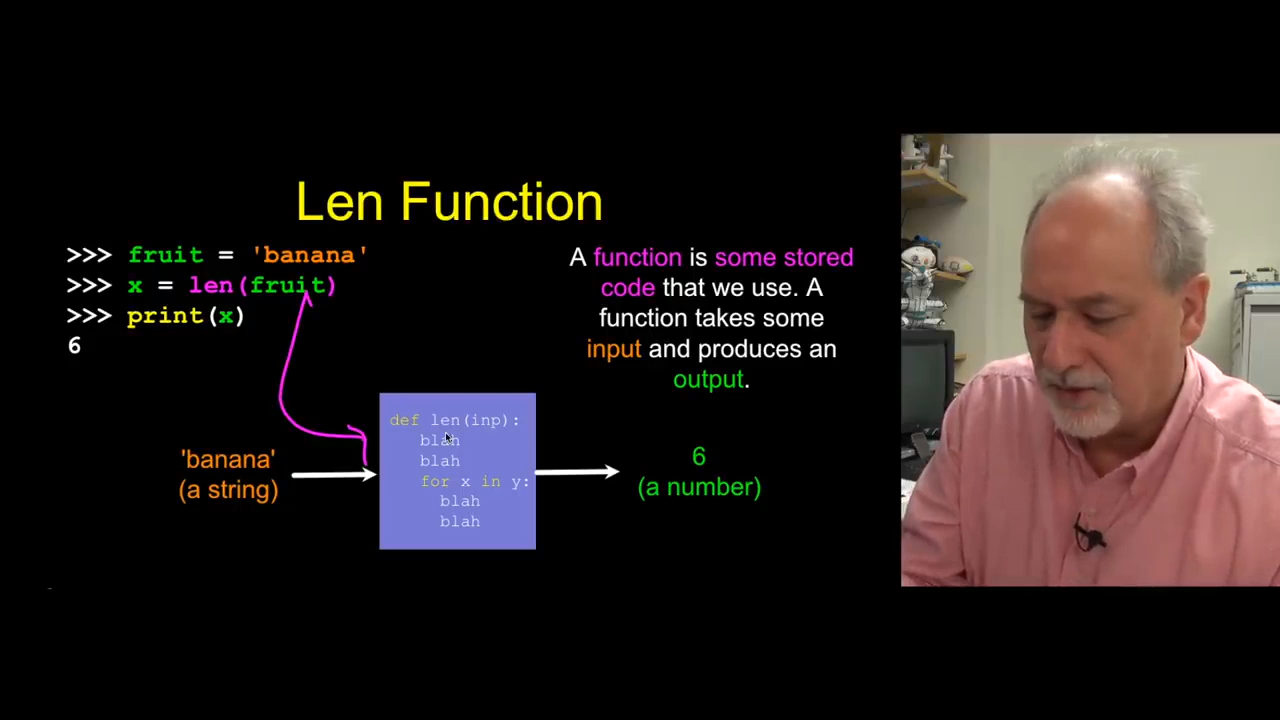 Len Function
>>> fruit = 'banana'
>>> x = len(fruit)
>>> print(x)
6
A function is some stored
code that we use. A
function takes some
input and produces an
output.
'banana'
(a string)
def len(inp):
blah
blah
for x in y:
blah
blah
6
(a number)